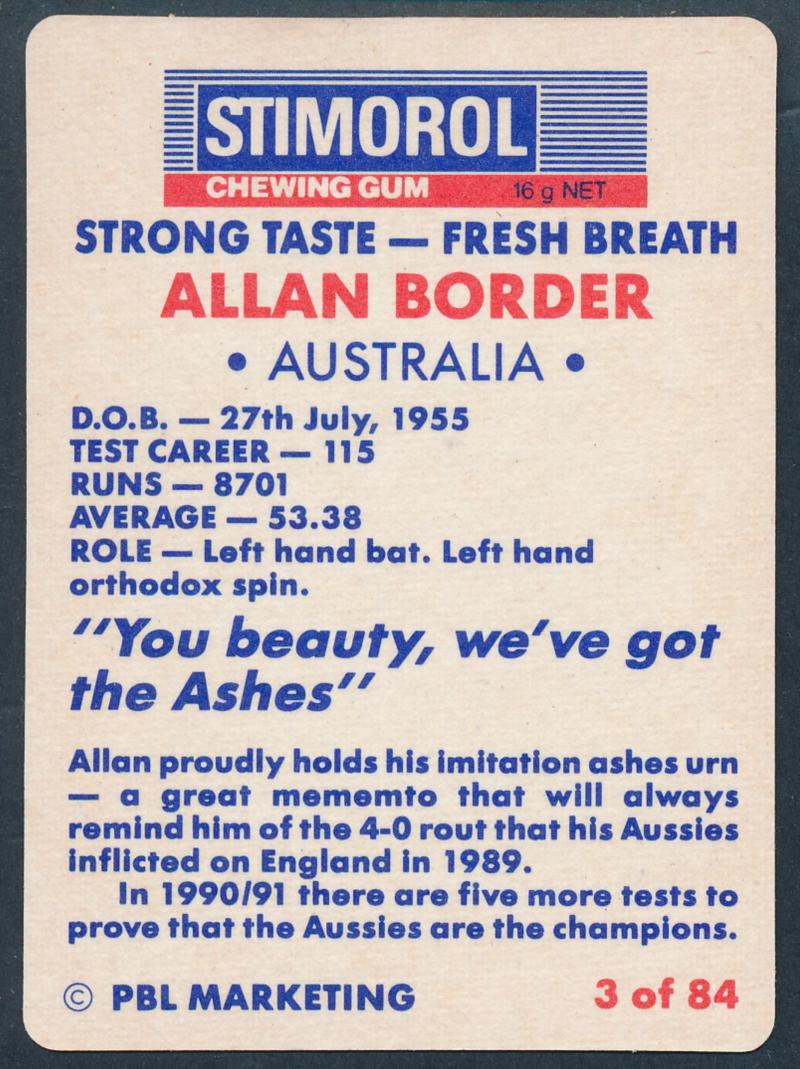 STIMOROL
CHEWING GUM 16 g NET
STRONG TASTE — FRESH BREATH
ALLAN BORDER
• AUSTRALIA •
D.O.B. — 27th July, 1955
TEST CAREER — 115
RUNS — 8701
AVERAGE — 53.38
ROLE — Left hand bat. Left hand
orthodox spin.
"You beauty, we've got
the Ashes"
Allan proudly holds his imitation ashes urn
— a great mememto that will always
remind him of the 4-0 rout that his Aussies
inflicted on England in 1989.
In 1990/91 there are five more tests to
prove that the Aussies are the champions.
© PBL MARKETING 3 of 84